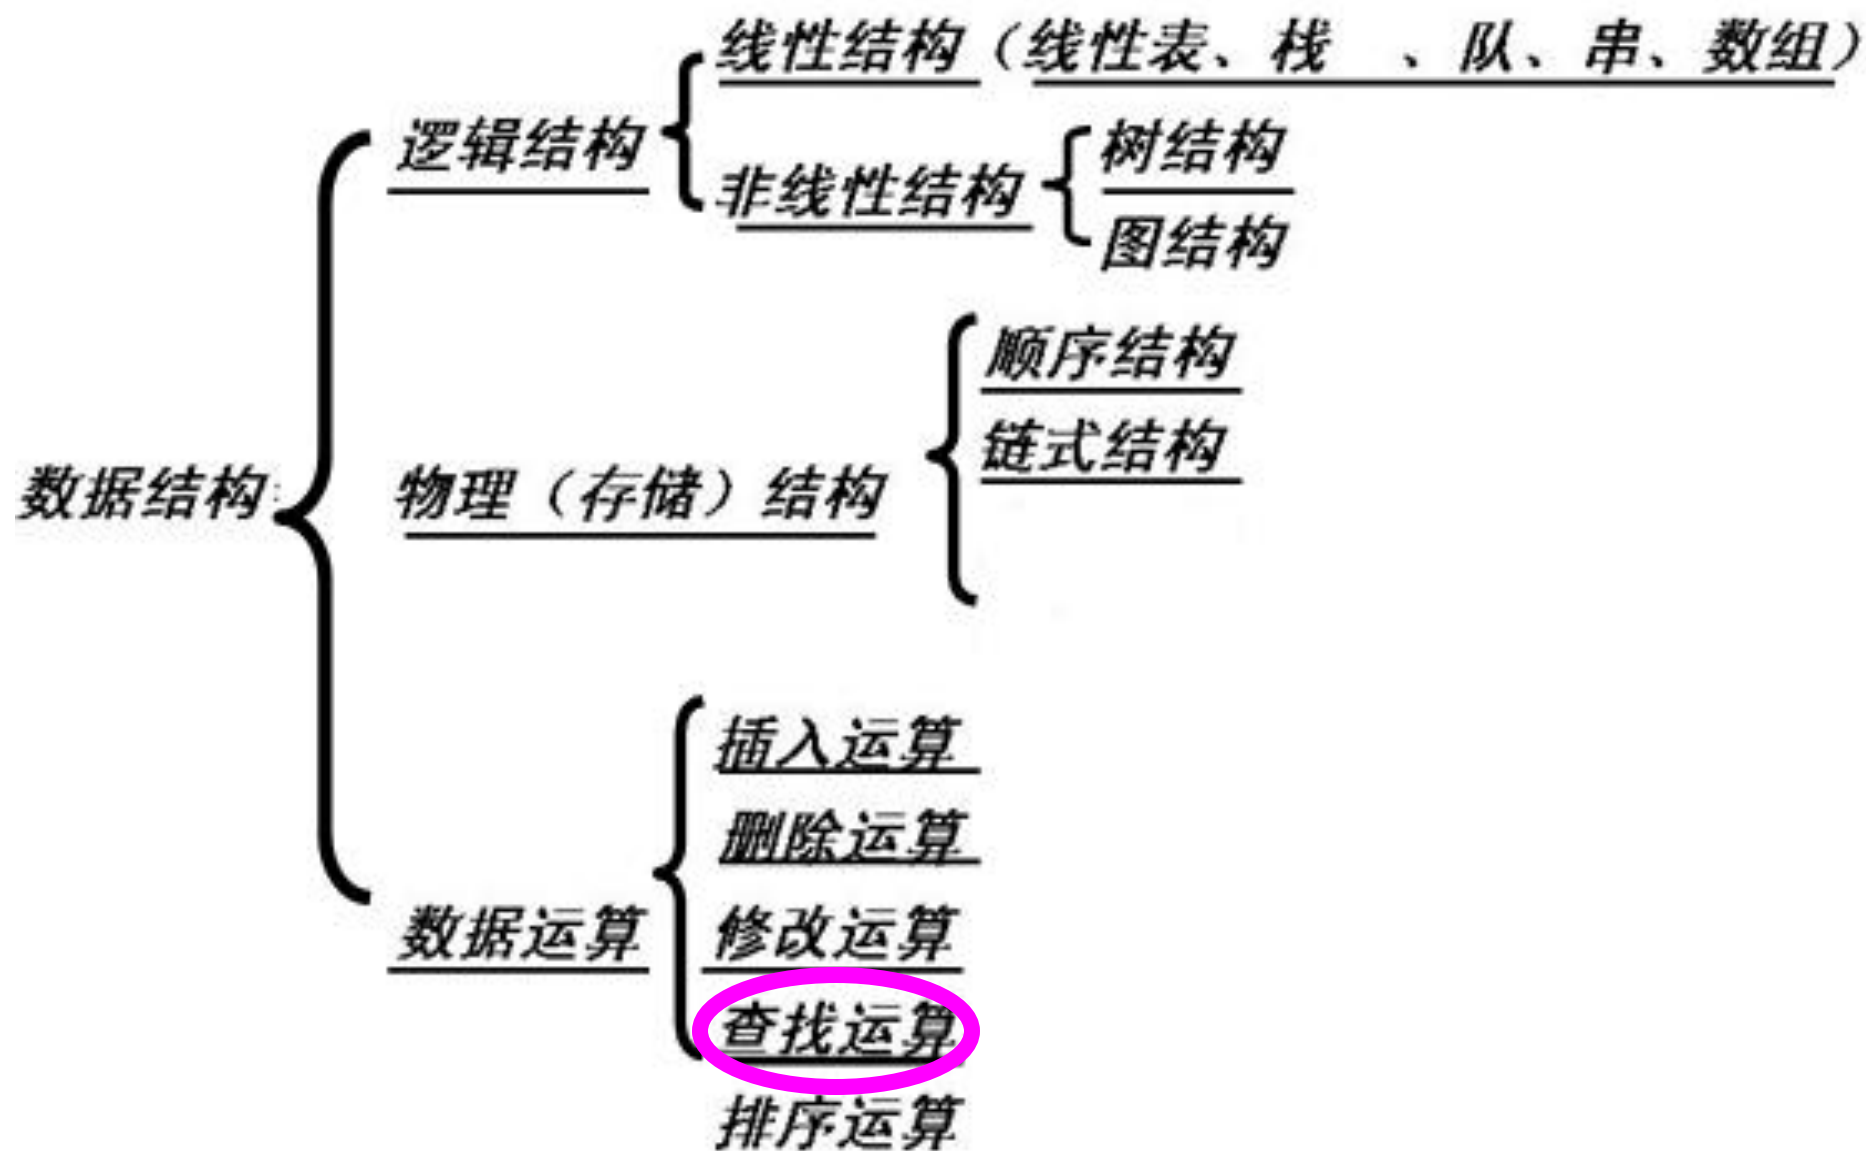 线性结构（线性表、栈 、队、串、数组）
逻辑结构
树结构
非线性结构
图结构
顺序结构
链式结构
数据结构:
物理（存储）结构
插入运算
删除运算
修改运算
数据运算
查找运算
排序运算